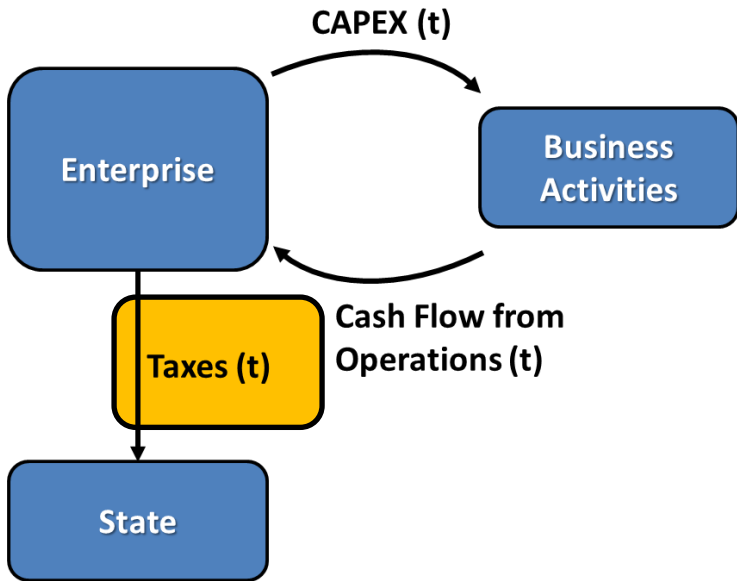 CAPEX (t)
Enterprise
Business
Activities
Cash Flow from
Operations (t)
Taxes (t)
State